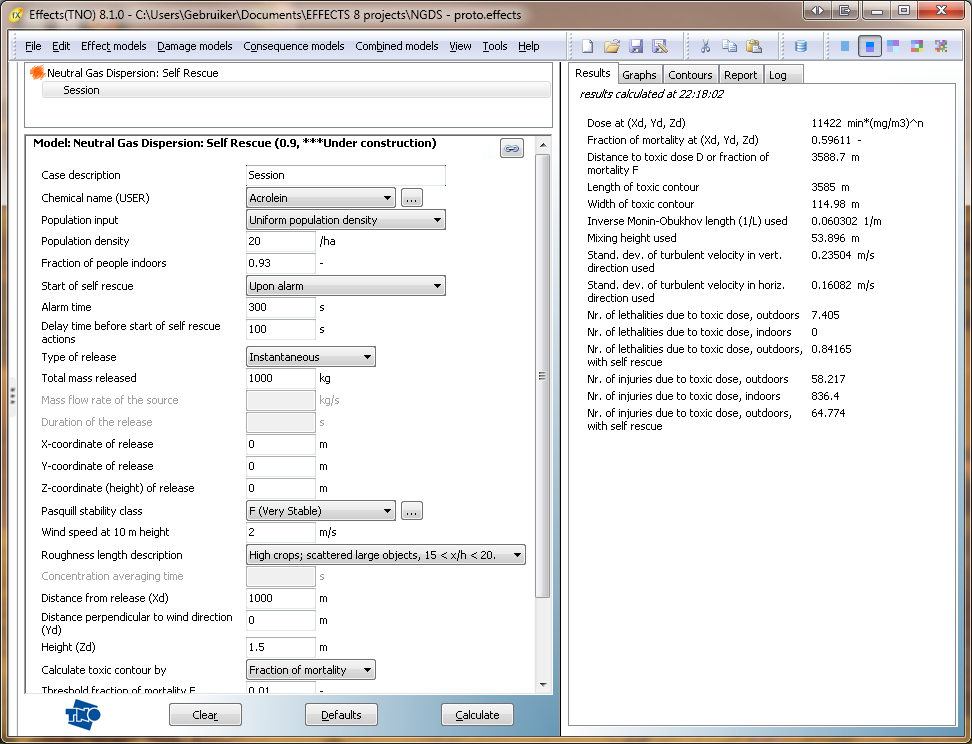 Effects(TNO) 8.1.0 - C:\Users\Gebruiker\Documents\EFFECTS 8 projects\NGDS - proto.effects
File Edit Effect models Damage models Consequence models Combined models View Tools Help
Neutral Gas Dispersion: Self Rescue
Session
Model: Neutral Gas Dispersion: Self Rescue (0.9, ***Under construction)
Case description Session
Chemical name (USER) Acrolein ...
Population input Uniform population density
Population density 20 /ha
Fraction of people indoors 0.93 -
Start of self rescue Upon alarm
Alarm time 300 s
Delay time before start of self rescue
actions 100 s
Type of release Instantaneous
Total mass released 1000 kg
Mass flow rate of the source kg/s
Duration of the release s
X-coordinate of release 0 m
Y-coordinate of release 0 m
Z-coordinate (height) of release 0 m
Pasquill stability class F (Very Stable) ...
Wind speed at 10 m height 2 m/s
Roughness length description High crops; scattered large objects, 15 < x/h < 20.
Concentration averaging time s
Distance from release (Xd) 1000 m
Distance perpendicular to wind direction
(Yd) 0 m
Height (Zd) 1.5 m
Calculate toxic contour by Fraction of mortality
Threshold fraction of mortality F 0.01 -
TNO
Clear Defaults Calculate
Results Graphs Contours Report Log
results calculated at 22:18:02
Dose at (Xd, Yd, Zd) 11422 min*(mg/m3)^n
Fraction of mortality at (Xd, Yd, Zd) 0.59611 -
Distance to toxic dose D or fraction of
mortality F 3588.7 m
Length of toxic contour 3585 m
Width of toxic contour 114.98 m
Inverse Monin-Obukhov length (1/L) used 0.060302 1/m
Mixing height used 53.896 m
Stand. dev. of turbulent velocity in vert.
direction used 0.23504 m/s
Stand. dev. of turbulent velocity in horiz.
direction used 0.16082 m/s
Nr. of lethalities due to toxic dose, outdoors 7.405
Nr. of lethalities due to toxic dose, indoors 0
Nr. of lethalities due to toxic dose, outdoors,
with self rescue 0.84165
Nr. of injuries due to toxic dose, outdoors 58.217
Nr. of injuries due to toxic dose, indoors 836.4
Nr. of injuries due to toxic dose, outdoors,
with self rescue 64.774